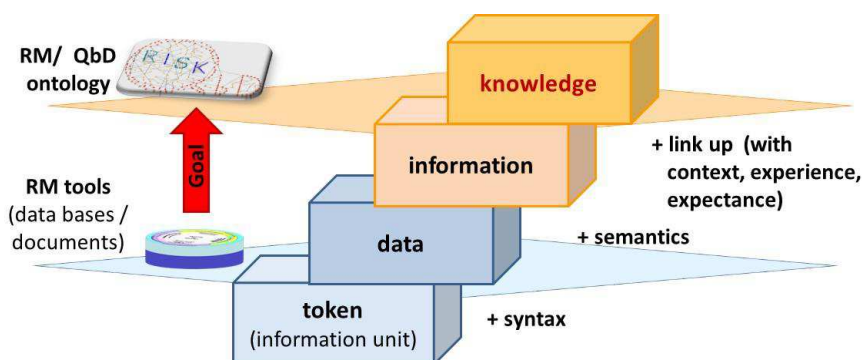 RM/ QbD
ontology
RISK
knowledge
information
+ link up (with
context, experience,
expectance)
Goal
RM tools
(data bases /
documents)
data
+ semantics
token
(information unit)
+ syntax